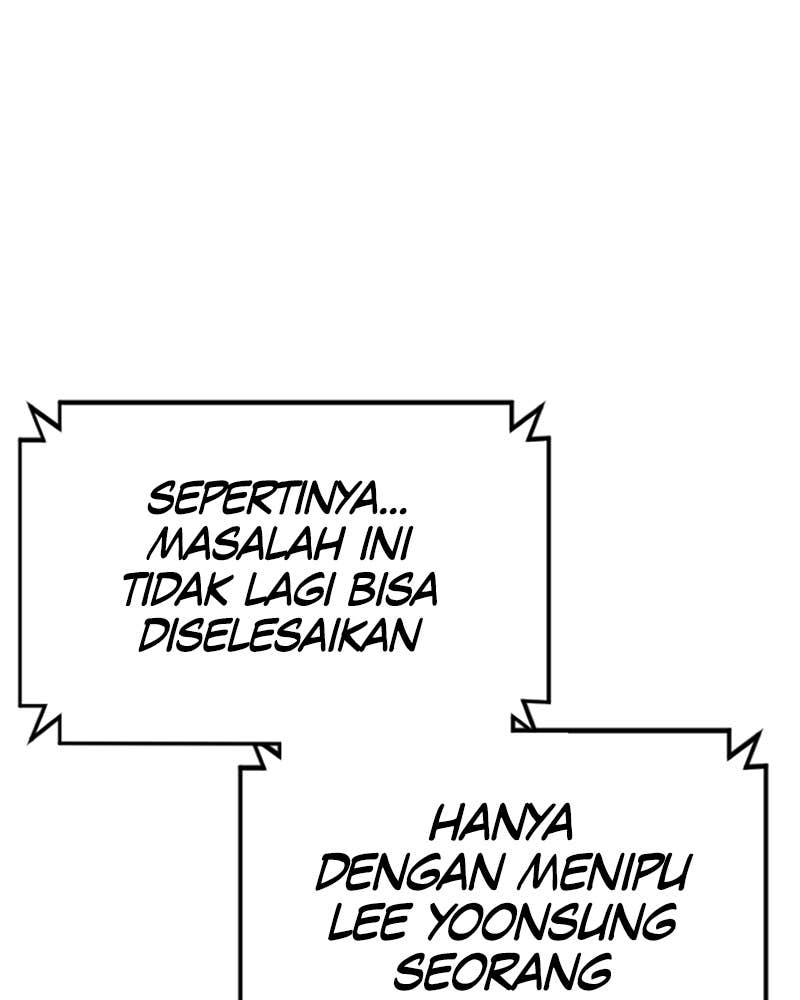 SEPERTINYA...
MASALAH INI
TIDAK LAGI BISA
DISELESAIKAN
HANYA
DENGAN MENIPU
LEE YOONSUNG
SEORANG